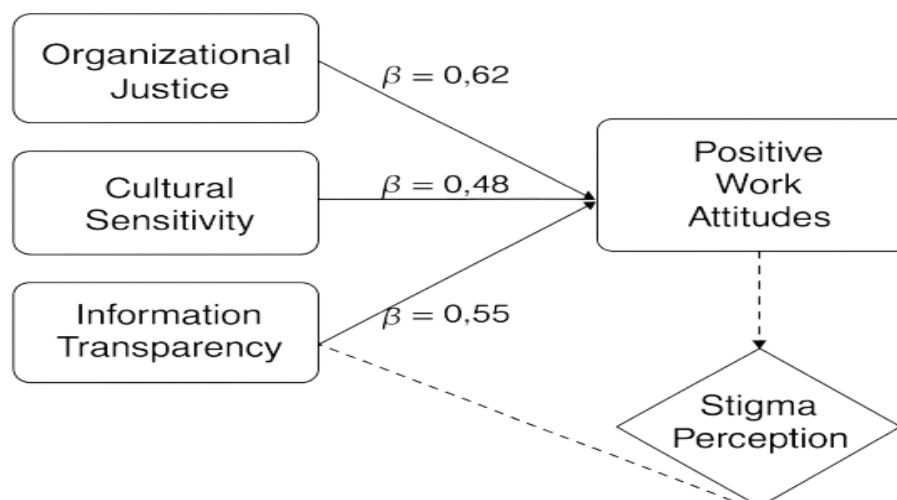 Organizational
Justice
β = 0,62
Cultural
Sensitivity
β = 0,48
Information
Transparency
β = 0,55
Positive
Work
Attitudes
Stigma
Perception